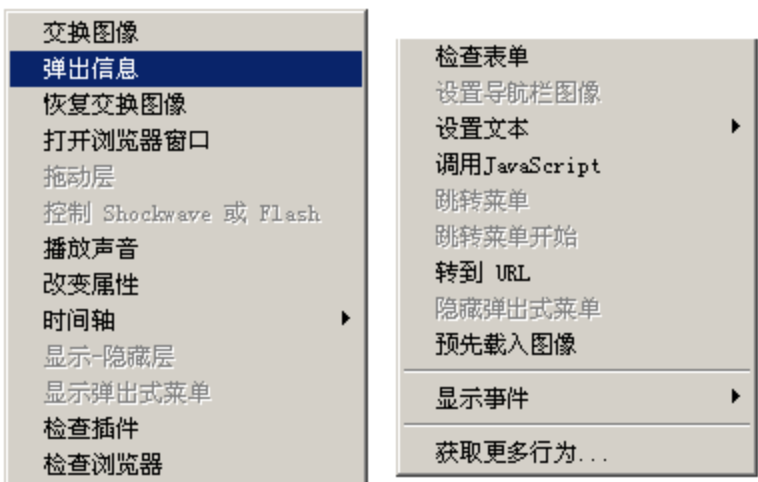 交换图像
弹出信息
恢复交换图像
打开浏览器窗口
拖动层
控制 Shockwave 或 Flash
播放声音
改变属性
时间轴
显示-隐藏层
显示弹出式菜单
检查插件
检查浏览器
检查表单
设置导航栏图像
设置文本
调用JavaScript
跳转菜单
跳转菜单开始
转到 URL
隐藏弹出式菜单
预先载入图像
显示事件
获取更多行为...